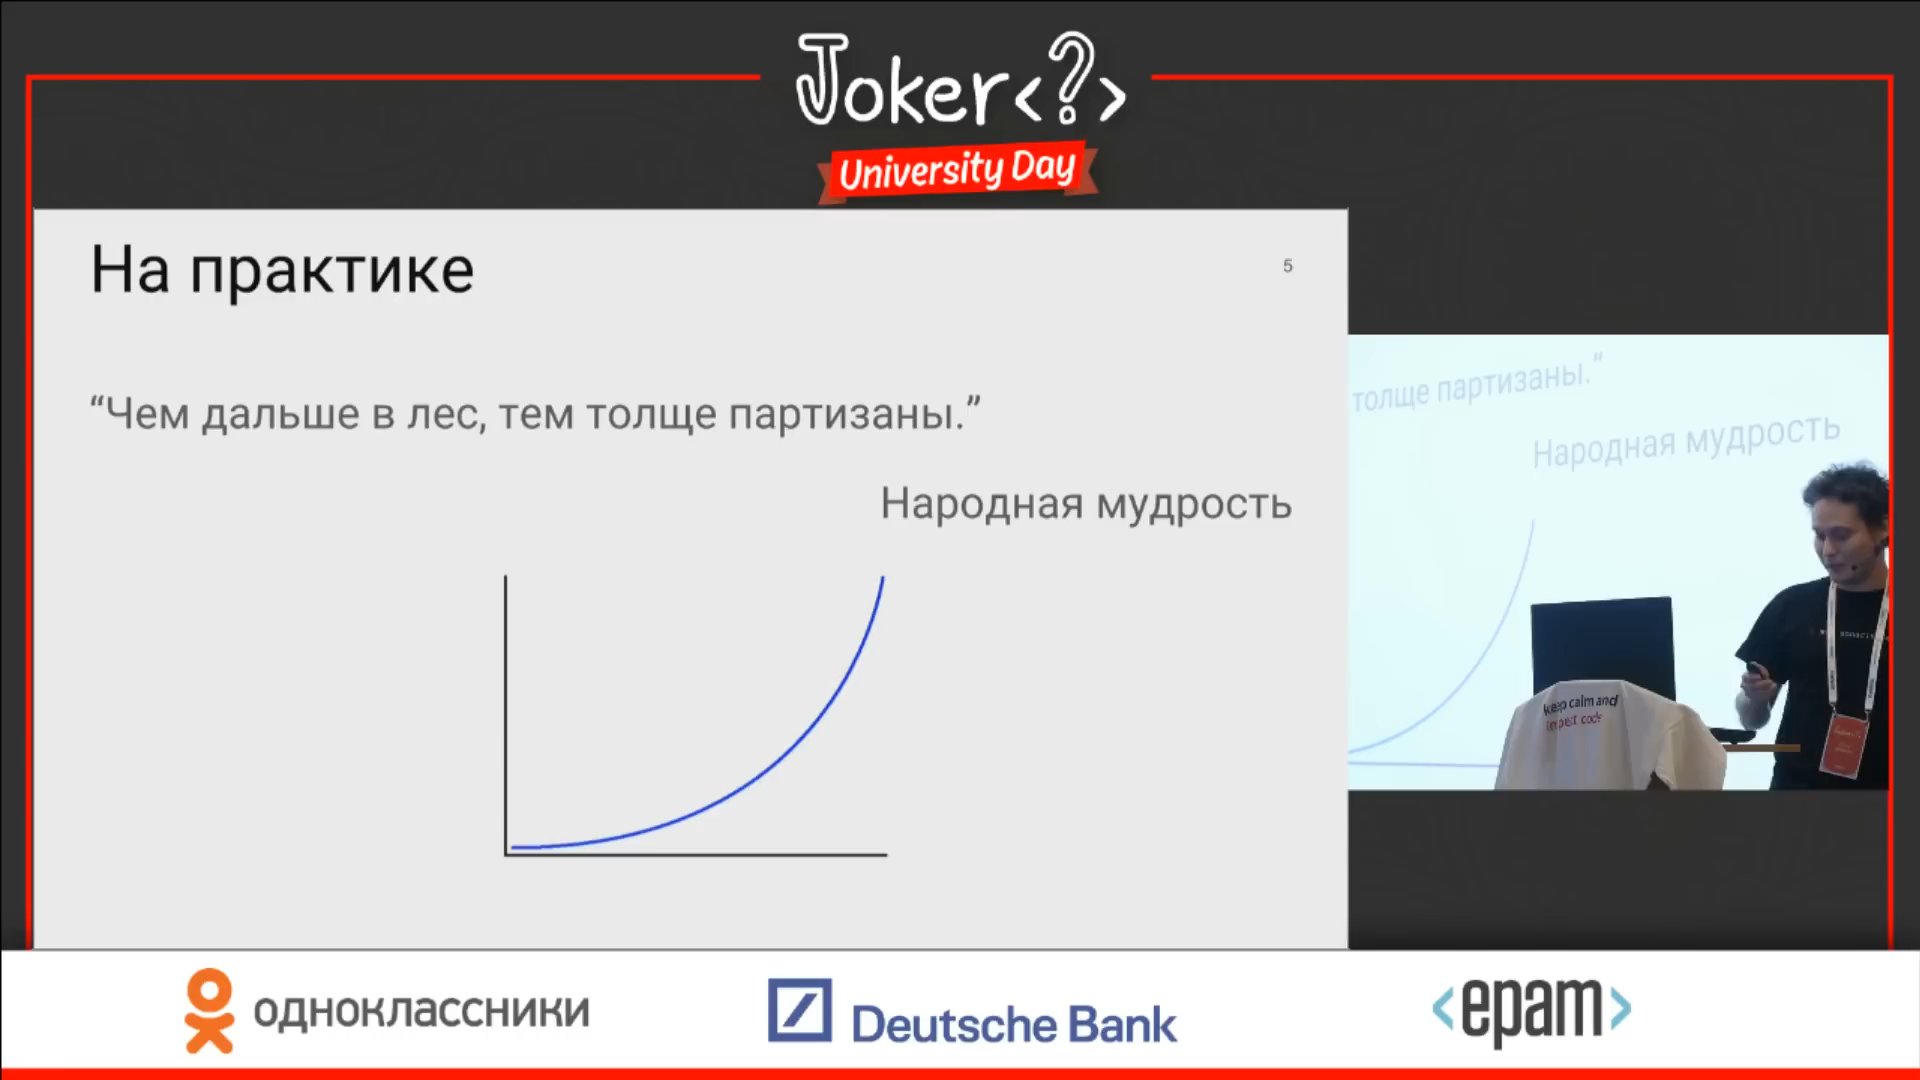 Joker<?>
University Day
На практике
5
“Чем дальше в лес, тем толще партизаны.”
Народная мудрость
толще партизаны.”
Народная мудрость
keep calm and
одноклассники
Deutsche Bank
<epam>